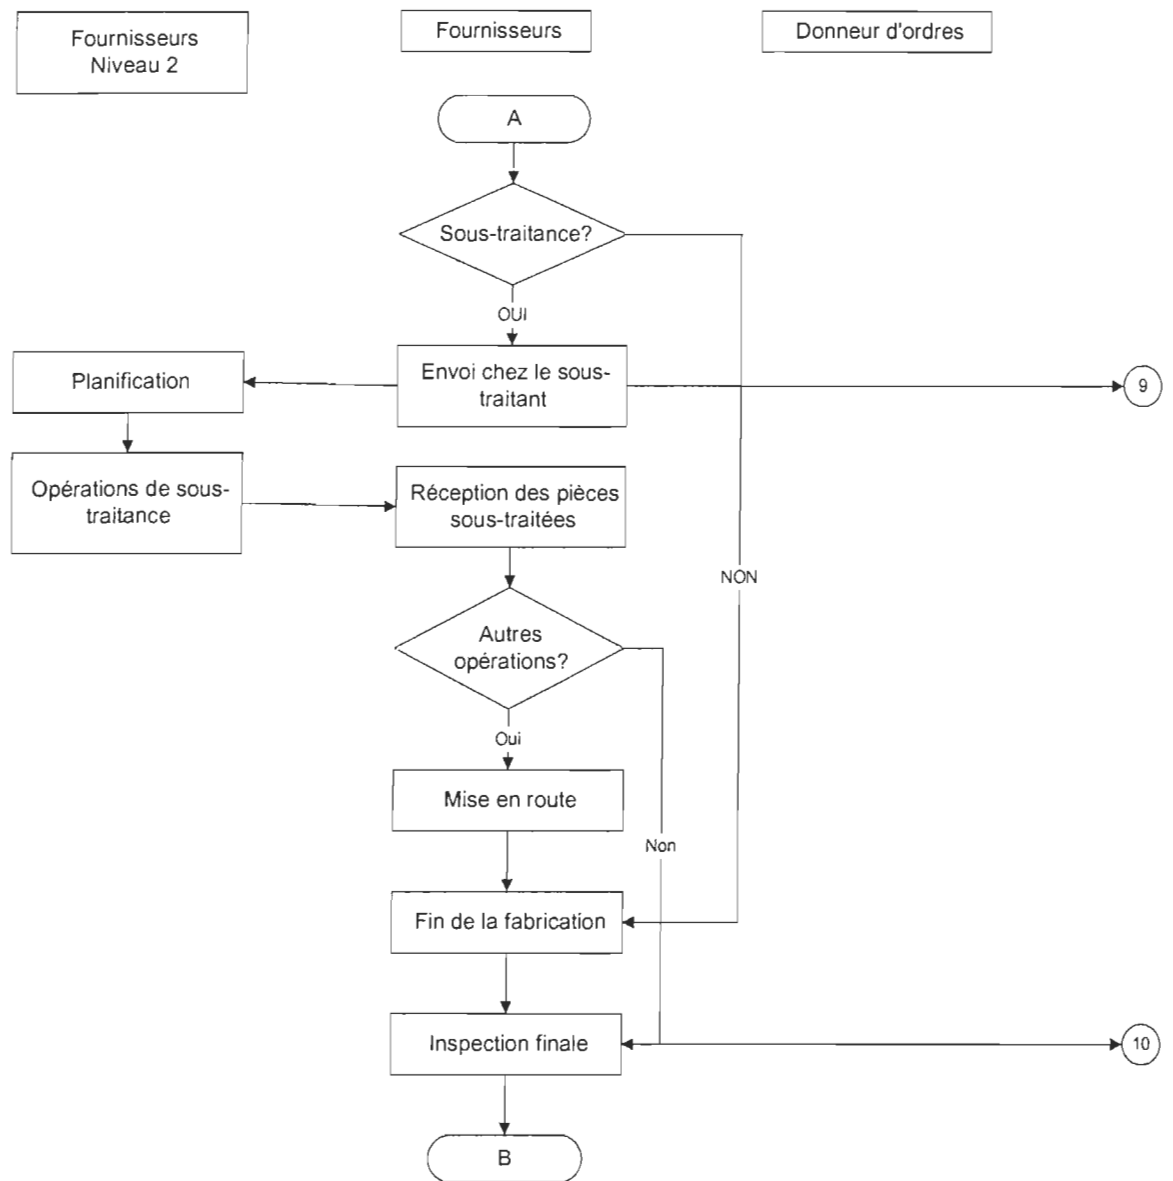 Fournisseurs
Niveau 2
Fournisseurs
Donneur d'ordres
A
Sous-traitance?
OUI
Planification
Envoi chez le sous-
traitant
9
Opérations de sous-
traitance
Réception des pièces
sous-traitées
NON
Autres
opérations?
Oui
Mise en route
Non
Fin de la fabrication
Inspection finale
10
B